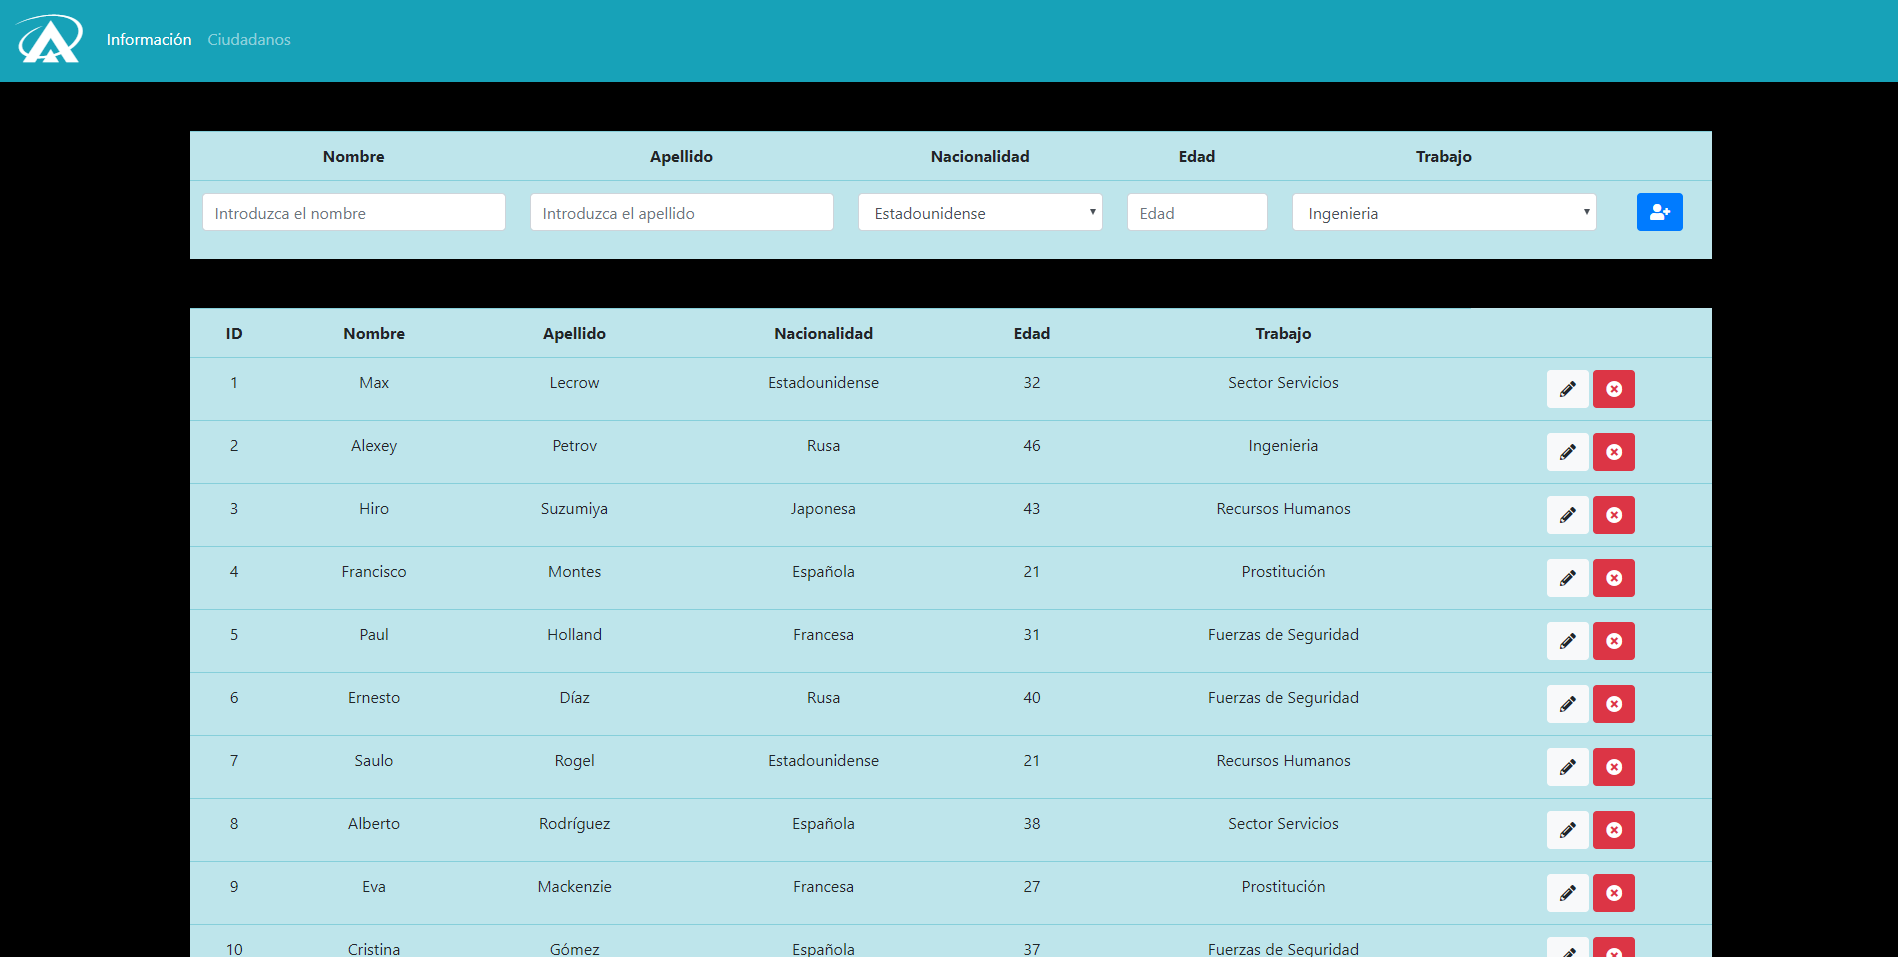 Información Ciudadanos
Nombre Apellido Nacionalidad Edad Trabajo
Introduzca el nombre Introduzca el apellido Estadounidense Edad Ingenieria
ID Nombre Apellido Nacionalidad Edad Trabajo
1 Max Lecrow Estadounidense 32 Sector Servicios
2 Alexey Petrov Rusa 46 Ingenieria
3 Hiro Suzumiya Japonesa 43 Recursos Humanos
4 Francisco Montes Española 21 Prostitución
5 Paul Holland Francesa 31 Fuerzas de Seguridad
6 Ernesto Díaz Rusa 40 Fuerzas de Seguridad
7 Saulo Rogel Estadounidense 21 Recursos Humanos
8 Alberto Rodríguez Española 38 Sector Servicios
9 Eva Mackenzie Francesa 27 Prostitución
10 Cristina Gómez Española 37 Fuerzas de Seguridad